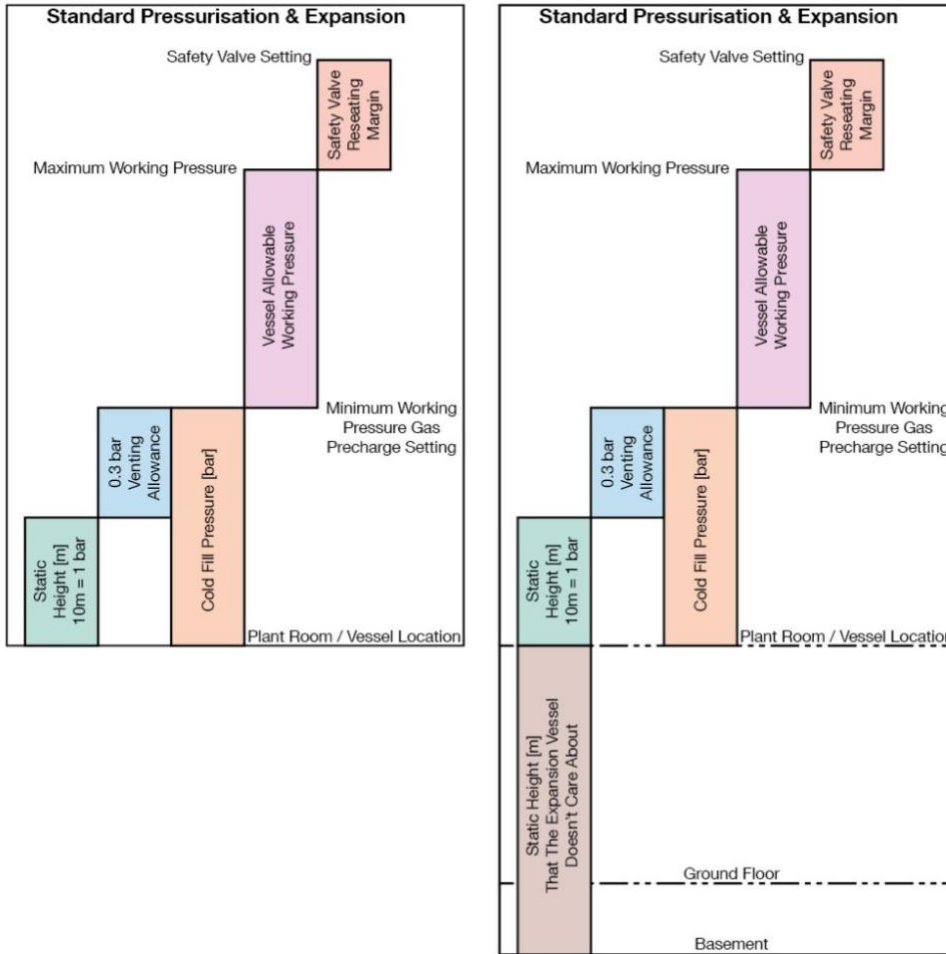 Standard Pressurisation & Expansion
Safety Valve Setting
Safety Valve
Reseating
Margin
Maximum Working Pressure
Vessel Allowable
Working Pressure
Minimum Working
Pressure Gas
Precharge Setting
0.3 bar
Venting
Allowance
Cold Fill Pressure [bar]
Static
Height [m]
10m = 1 bar
Plant Room / Vessel Location
Standard Pressurisation & Expansion
Safety Valve Setting
Safety Valve
Reseating
Margin
Maximum Working Pressure
Vessel Allowable
Working Pressure
Minimum Working
Pressure Gas
Precharge Setting
0.3 bar
Venting
Allowance
Cold Fill Pressure [bar]
Static
Height [m]
10m = 1 bar
Plant Room / Vessel Location
Static Height [m]
That The Expansion Vessel
Doesn't Care About
Ground Floor
Basement